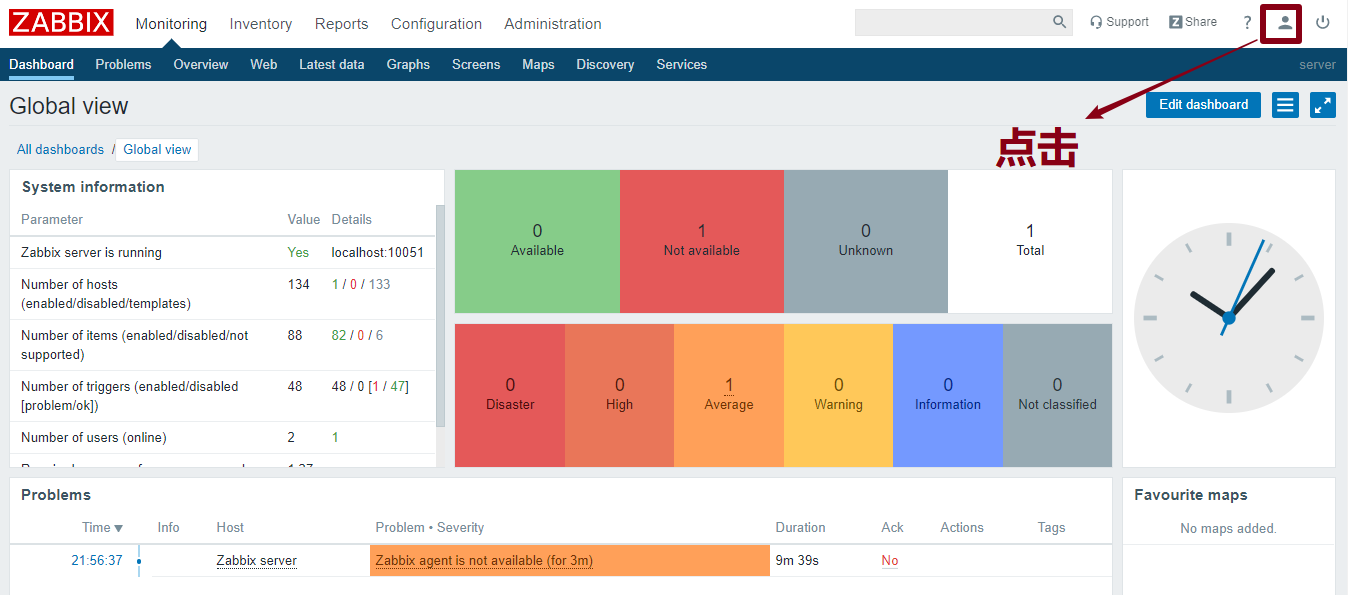 ZABBIX Monitoring Inventory Reports Configuration Administration Support Z Share ?
Dashboard Problems Overview Web Latest data Graphs Screens Maps Discovery Services server
Global view Edit dashboard
点击
All dashboards / Global view
System information
Parameter Value Details
Zabbix server is running Yes localhost:10051
Number of hosts (enabled/disabled/templates) 134 1 / 0 / 133
Number of items (enabled/disabled/not supported) 88 82 / 0 / 6
Number of triggers (enabled/disabled [problem/ok]) 48 48 / 0 [1 / 47]
Number of users (online) 2 1
0 1 0 1
Available Not available Unknown Total
0 0 1 0 0 0
Disaster High Average Warning Information Not classified
Problems
Time ▼ Info Host Problem • Severity Duration Ack Actions Tags
21:56:37 Zabbix server Zabbix agent is not available (for 3m) 9m 39s No
Favourite maps
No maps added.